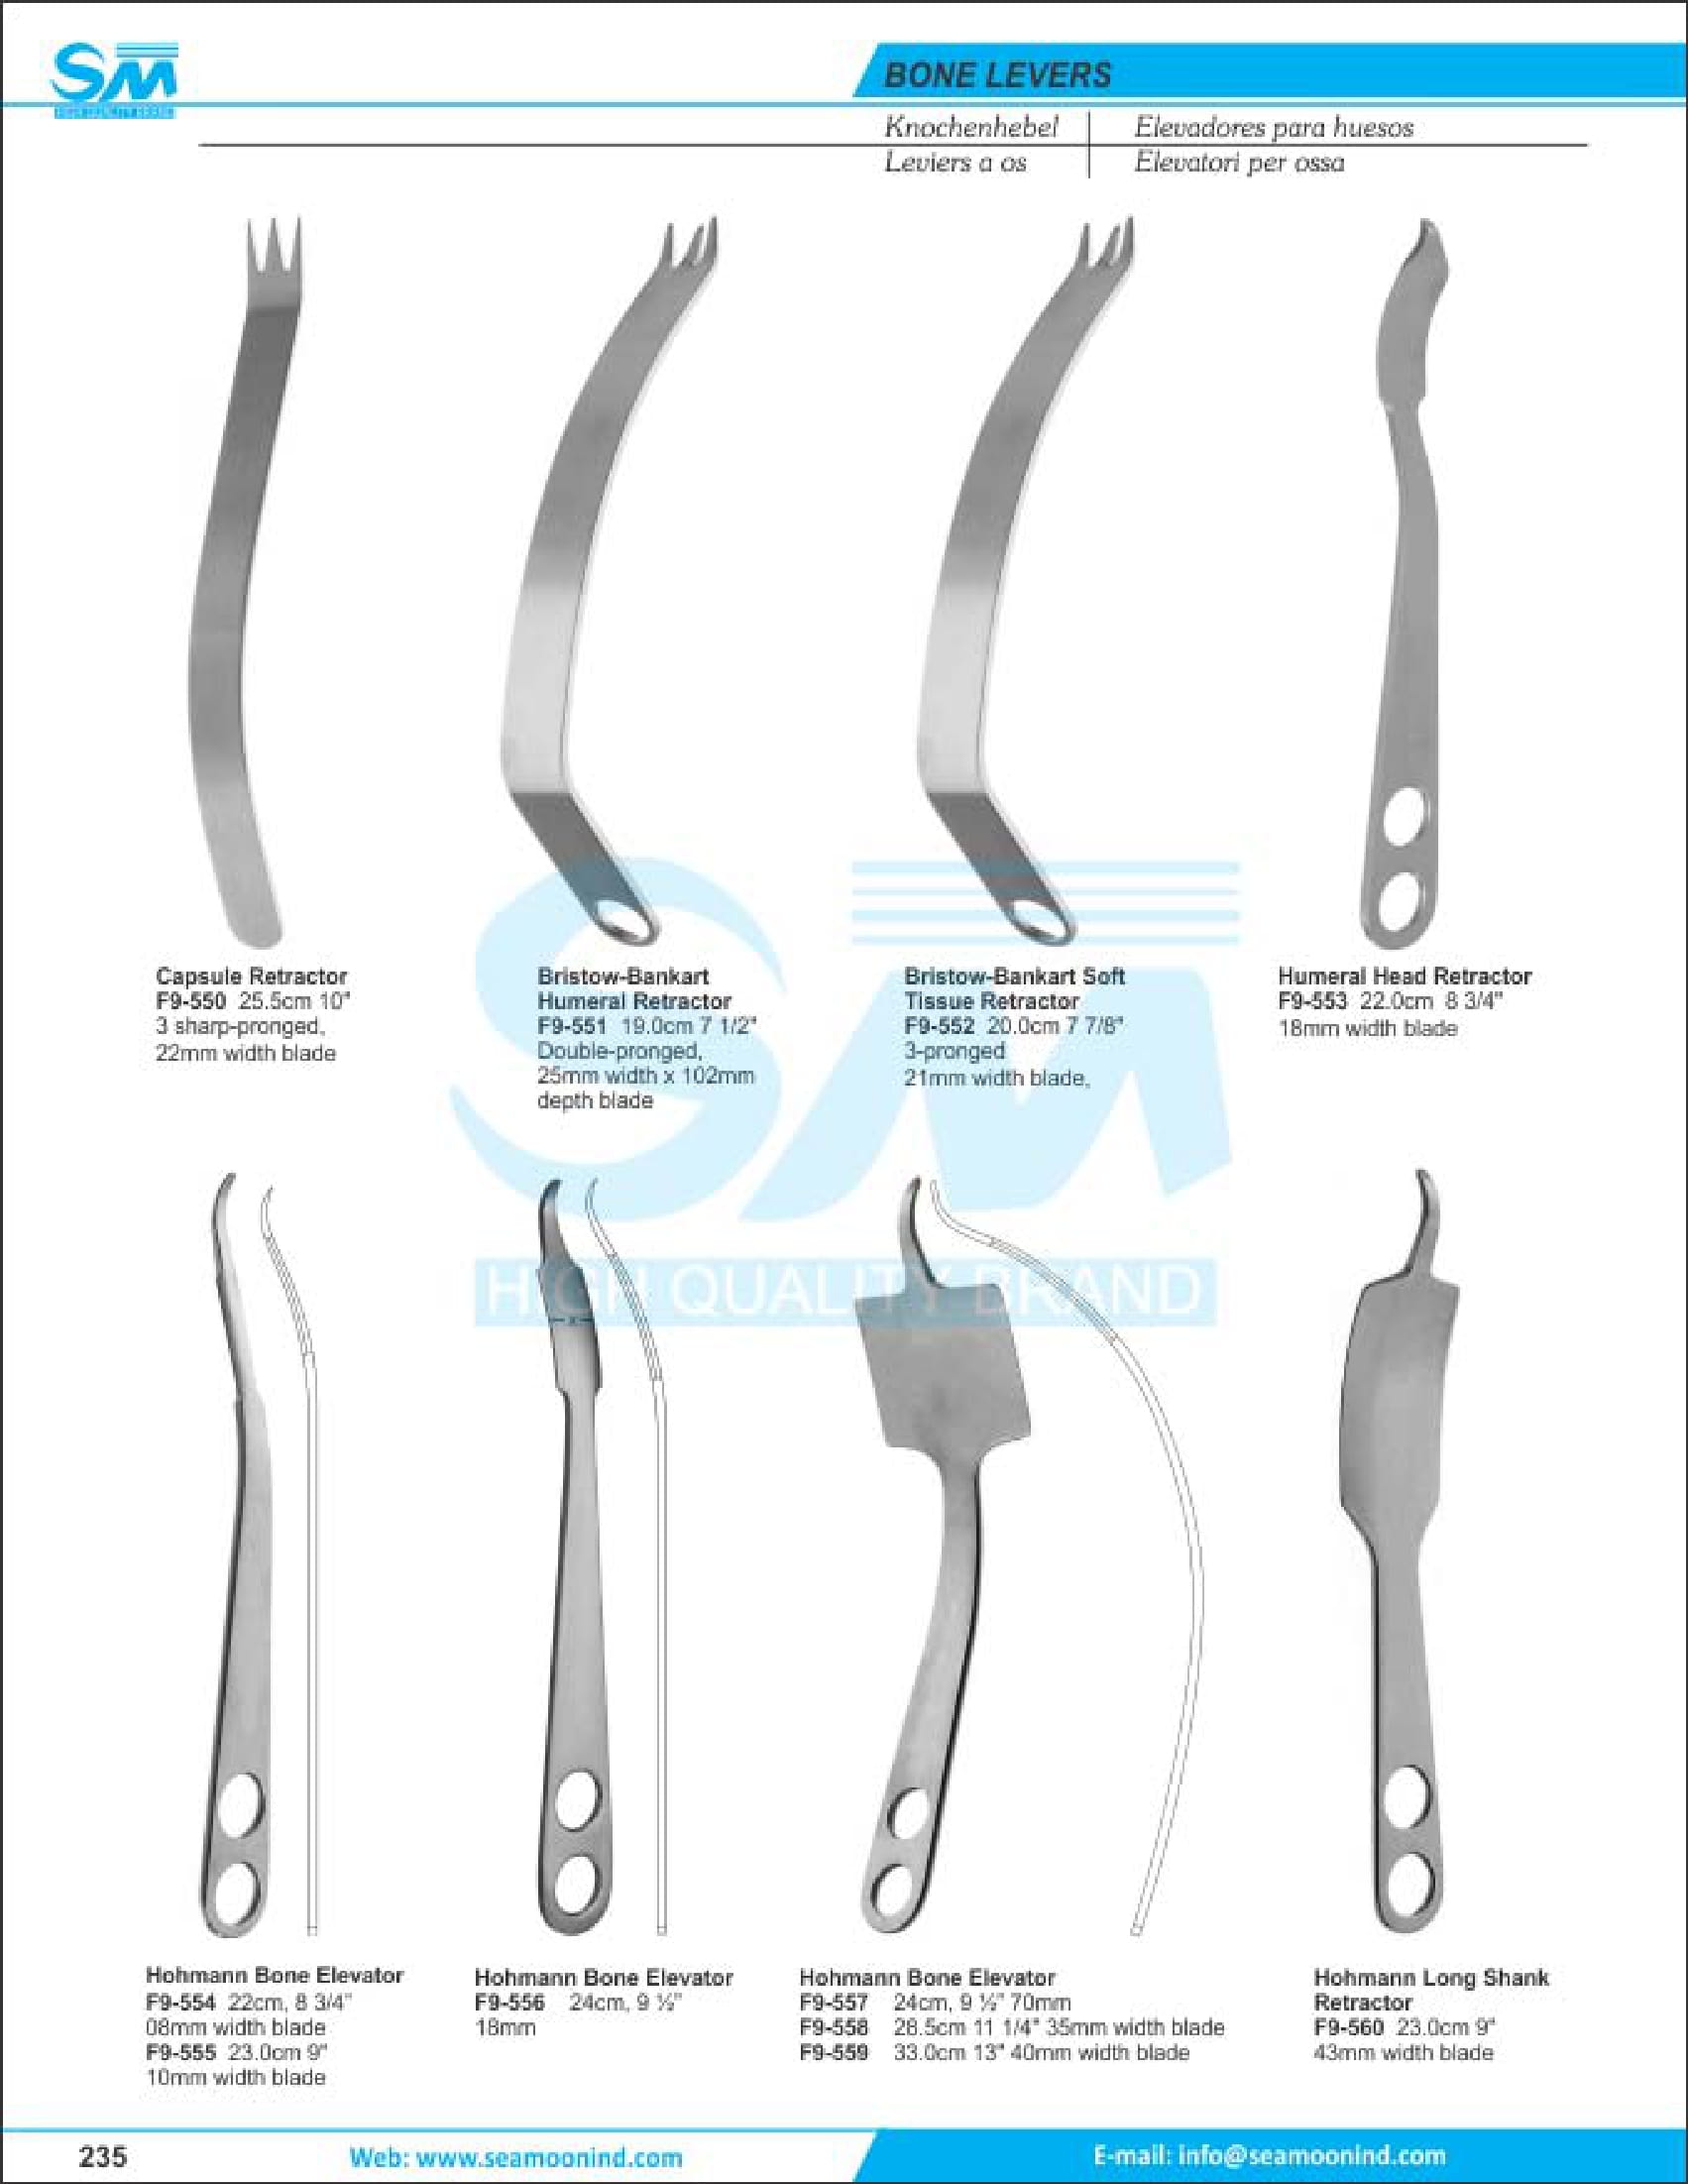 SM
HIGH QUALITY BRAND
BONE LEVERS
Knochenhebel
Elevadores para huesos
Leviers a os
Elevatori per ossa
Capsule Retractor
F9-550 25.5cm 10"
3 sharp-pronged,
22mm width blade
Bristow-Bankart
Humeral Retractor
F9-551 19.0cm 7 1/2"
Double-pronged,
25mm width x 102mm
depth blade
Bristow-Bankart Soft
Tissue Retractor
F9-552 20.0cm 7 7/8"
3-pronged
21mm width blade,
Humeral Head Retractor
F9-553 22.0cm 8 3/4"
18mm width blade
SM
HIGH QUALITY BRAND
x
Hohmann Bone Elevator
F9-554 22cm, 8 3/4"
08mm width blade
F9-555 23.0cm 9"
10mm width blade
Hohmann Bone Elevator
F9-556 24cm, 9 ½"
18mm
Hohmann Bone Elevator
F9-557 24cm, 9 ½" 70mm
F9-558 28.5cm 11 1/4" 35mm width blade
F9-559 33.0cm 13" 40mm width blade
Hohmann Long Shank
Retractor
F9-560 23.0cm 9"
43mm width blade
235
Web: www.seamoonind.com
E-mail: info@seamoonind.com